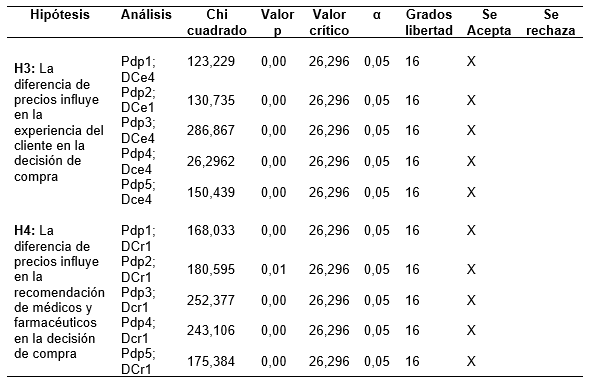 Hipótesis Análisis Chi cuadrado Valor p Valor crítico α Grados libertad Se Acepta Se rechaza
H3: La diferencia de precios influye en la experiencia del cliente en la decisión de compra
Pdp1; DCe4 123,229 0,00 26,296 0,05 16 X
Pdp2; DCe1 130,735 0,00 26,296 0,05 16 X
Pdp3; DCe4 286,867 0,00 26,296 0,05 16 X
Pdp4; Dce4 26,2962 0,00 26,296 0,05 16 X
Pdp5; Dce4 150,439 0,00 26,296 0,05 16 X
H4: La diferencia de precios influye en la recomendación de médicos y farmacéuticos en la decisión de compra
Pdp1; DCr1 168,033 0,00 26,296 0,05 16 X
Pdp2; DCr1 180,595 0,01 26,296 0,05 16 X
Pdp3; Dcr1 252,377 0,00 26,296 0,05 16 X
Pdp4; Dcr1 243,106 0,00 26,296 0,05 16 X
Pdp5; DCr1 175,384 0,00 26,296 0,05 16 X